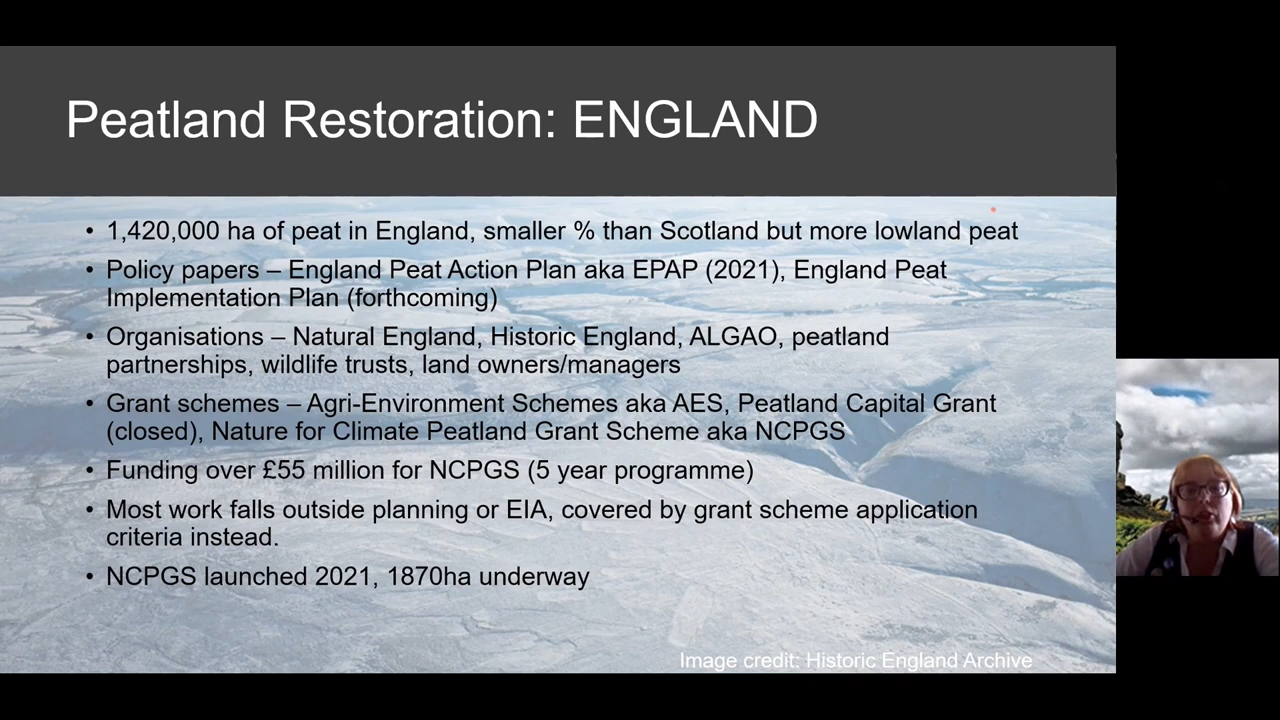 Peatland Restoration: ENGLAND
• 1,420,000 ha of peat in England, smaller % than Scotland but more lowland peat
• Policy papers – England Peat Action Plan aka EPAP (2021), England Peat
Implementation Plan (forthcoming)
• Organisations – Natural England, Historic England, ALGAO, peatland
partnerships, wildlife trusts, land owners/managers
• Grant schemes – Agri-Environment Schemes aka AES, Peatland Capital Grant
(closed), Nature for Climate Peatland Grant Scheme aka NCPGS
• Funding over £55 million for NCPGS (5 year programme)
• Most work falls outside planning or EIA, covered by grant scheme application
criteria instead.
• NCPGS launched 2021, 1870ha underway
Image credit: Historic England Archive